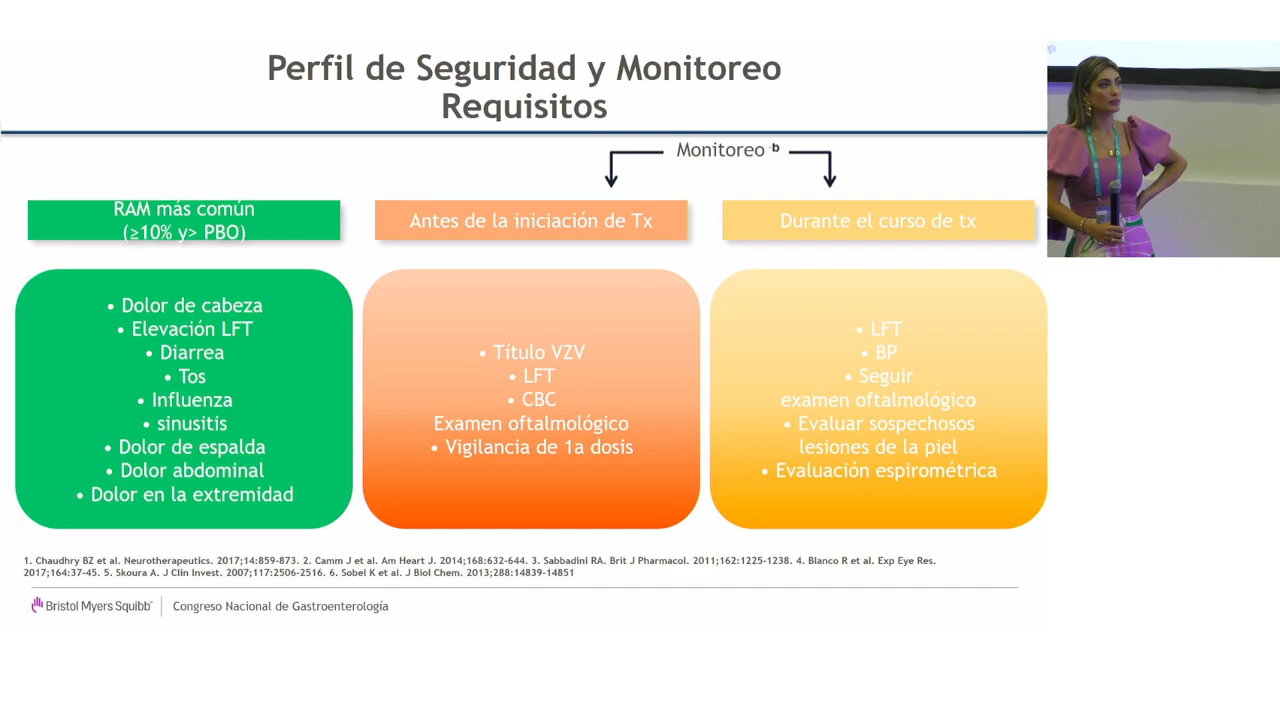 Perfil de Seguridad y Monitoreo
Requisitos
Monitoreo b
RAM más común
(≥10% y> PBO)
• Dolor de cabeza
• Elevación LFT
• Diarrea
• Tos
• Influenza
• sinusitis
• Dolor de espalda
• Dolor abdominal
• Dolor en la extremidad
Antes de la iniciación de Tx
• Título VZV
• LFT
• CBC
Examen oftalmológico
• Vigilancia de 1a dosis
Durante el curso de tx
• LFT
• BP
• Seguir
examen oftalmológico
• Evaluar sospechosos
lesiones de la piel
• Evaluación espirométrica
1. Chaudhry BZ et al. Neurotherapeutics. 2017;14:859-873. 2. Camm J et al. Am Heart J. 2014;168:632-644. 3. Sabbadini RA. Brit J Pharmacol. 2011;162:1225-1238. 4. Blanco R et al. Exp Eye Res.
2017;164:37-45. 5. Skoura A. J Clin Invest. 2007;117:2506-2516. 6. Sobel K et al. J Biol Chem. 2013;288:14839-14851
Bristol Myers Squibb™ | Congreso Nacional de Gastroenterología